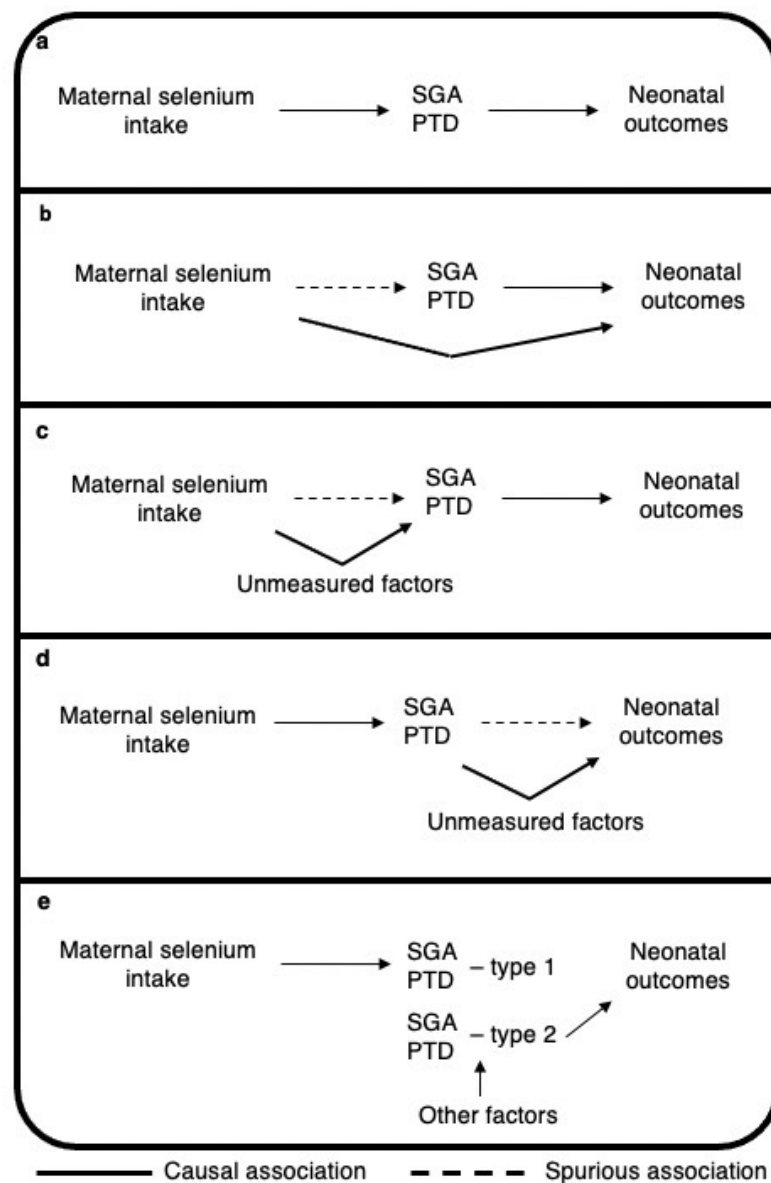 a
Maternal selenium
intake
SGA
PTD
Neonatal
outcomes
b
Maternal selenium
intake
SGA
PTD
Neonatal
outcomes
c
Maternal selenium
intake
SGA
PTD
Neonatal
outcomes
Unmeasured factors
d
Maternal selenium
intake
SGA
PTD
Neonatal
outcomes
Unmeasured factors
e
Maternal selenium
intake
SGA
PTD
– type 1
Neonatal
outcomes
SGA
PTD
– type 2
Other factors
Causal association
Spurious association